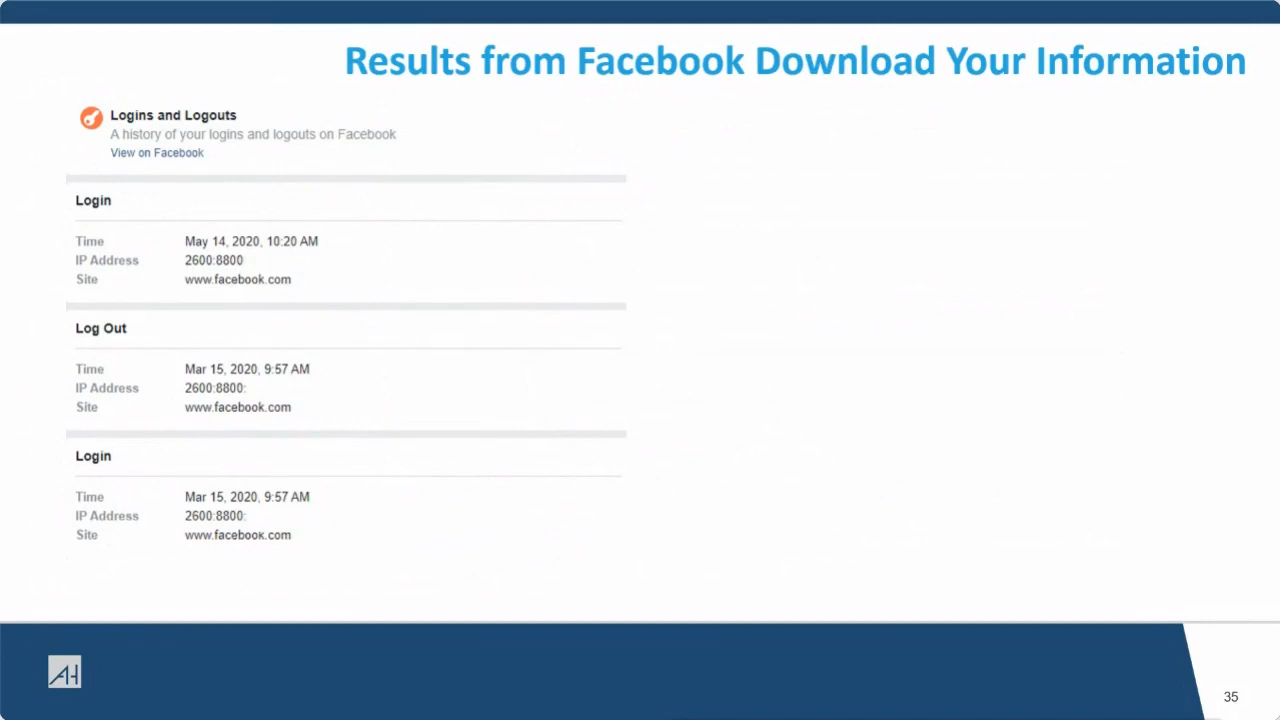 Results from Facebook Download Your Information
Logins and Logouts
A history of your logins and logouts on Facebook
View on Facebook
Login
Time May 14, 2020, 10:20 AM
IP Address 2600:8800
Site www.facebook.com
Log Out
Time Mar 15, 2020, 9:57 AM
IP Address 2600:8800:
Site www.facebook.com
Login
Time Mar 15, 2020, 9:57 AM
IP Address 2600:8800:
Site www.facebook.com
AH
35